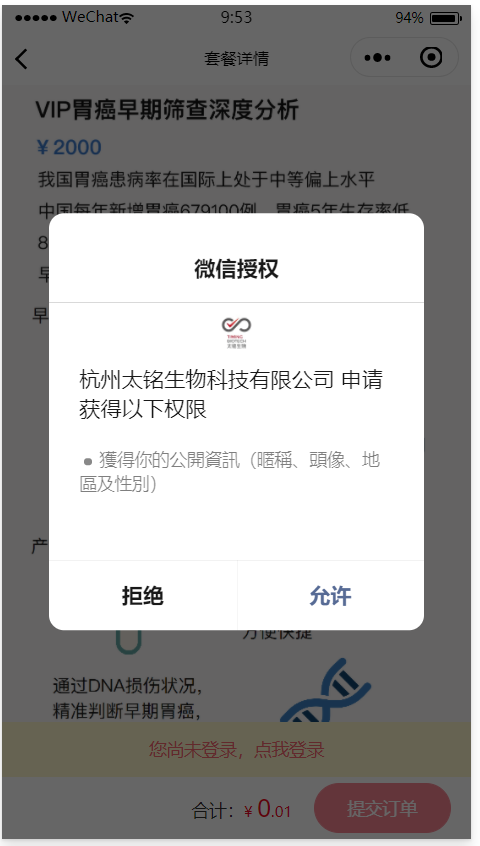 WeChat 9:53 94%
套餐详情
VIP胃癌早期筛查深度分析
¥ 2000
我国胃癌患病率在国际上处于中等偏上水平
中国每年新增胃癌679100例，胃癌5年生存率低
8
早
早
微信授权
杭州太铭生物科技有限公司 申请
获得以下权限
● 獲得你的公開資訊（暱稱、頭像、地
區及性別）
产
拒绝 允许
方便快捷
通过DNA损伤状况，
精准判断早期胃癌，
您尚未登录，点我登录
合计：¥ 0.01 提交订单